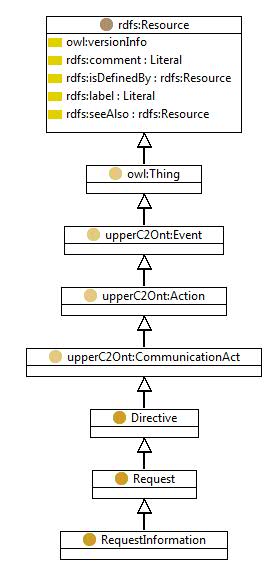 rdfs:Resource
owl:versionInfo
rdfs:comment : Literal
rdfs:isDefinedBy : rdfs:Resource
rdfs:label : Literal
rdfs:seeAlso : rdfs:Resource
owl:Thing
upperC2Ont:Event
upperC2Ont:Action
upperC2Ont:CommunicationAct
Directive
Request
RequestInformation